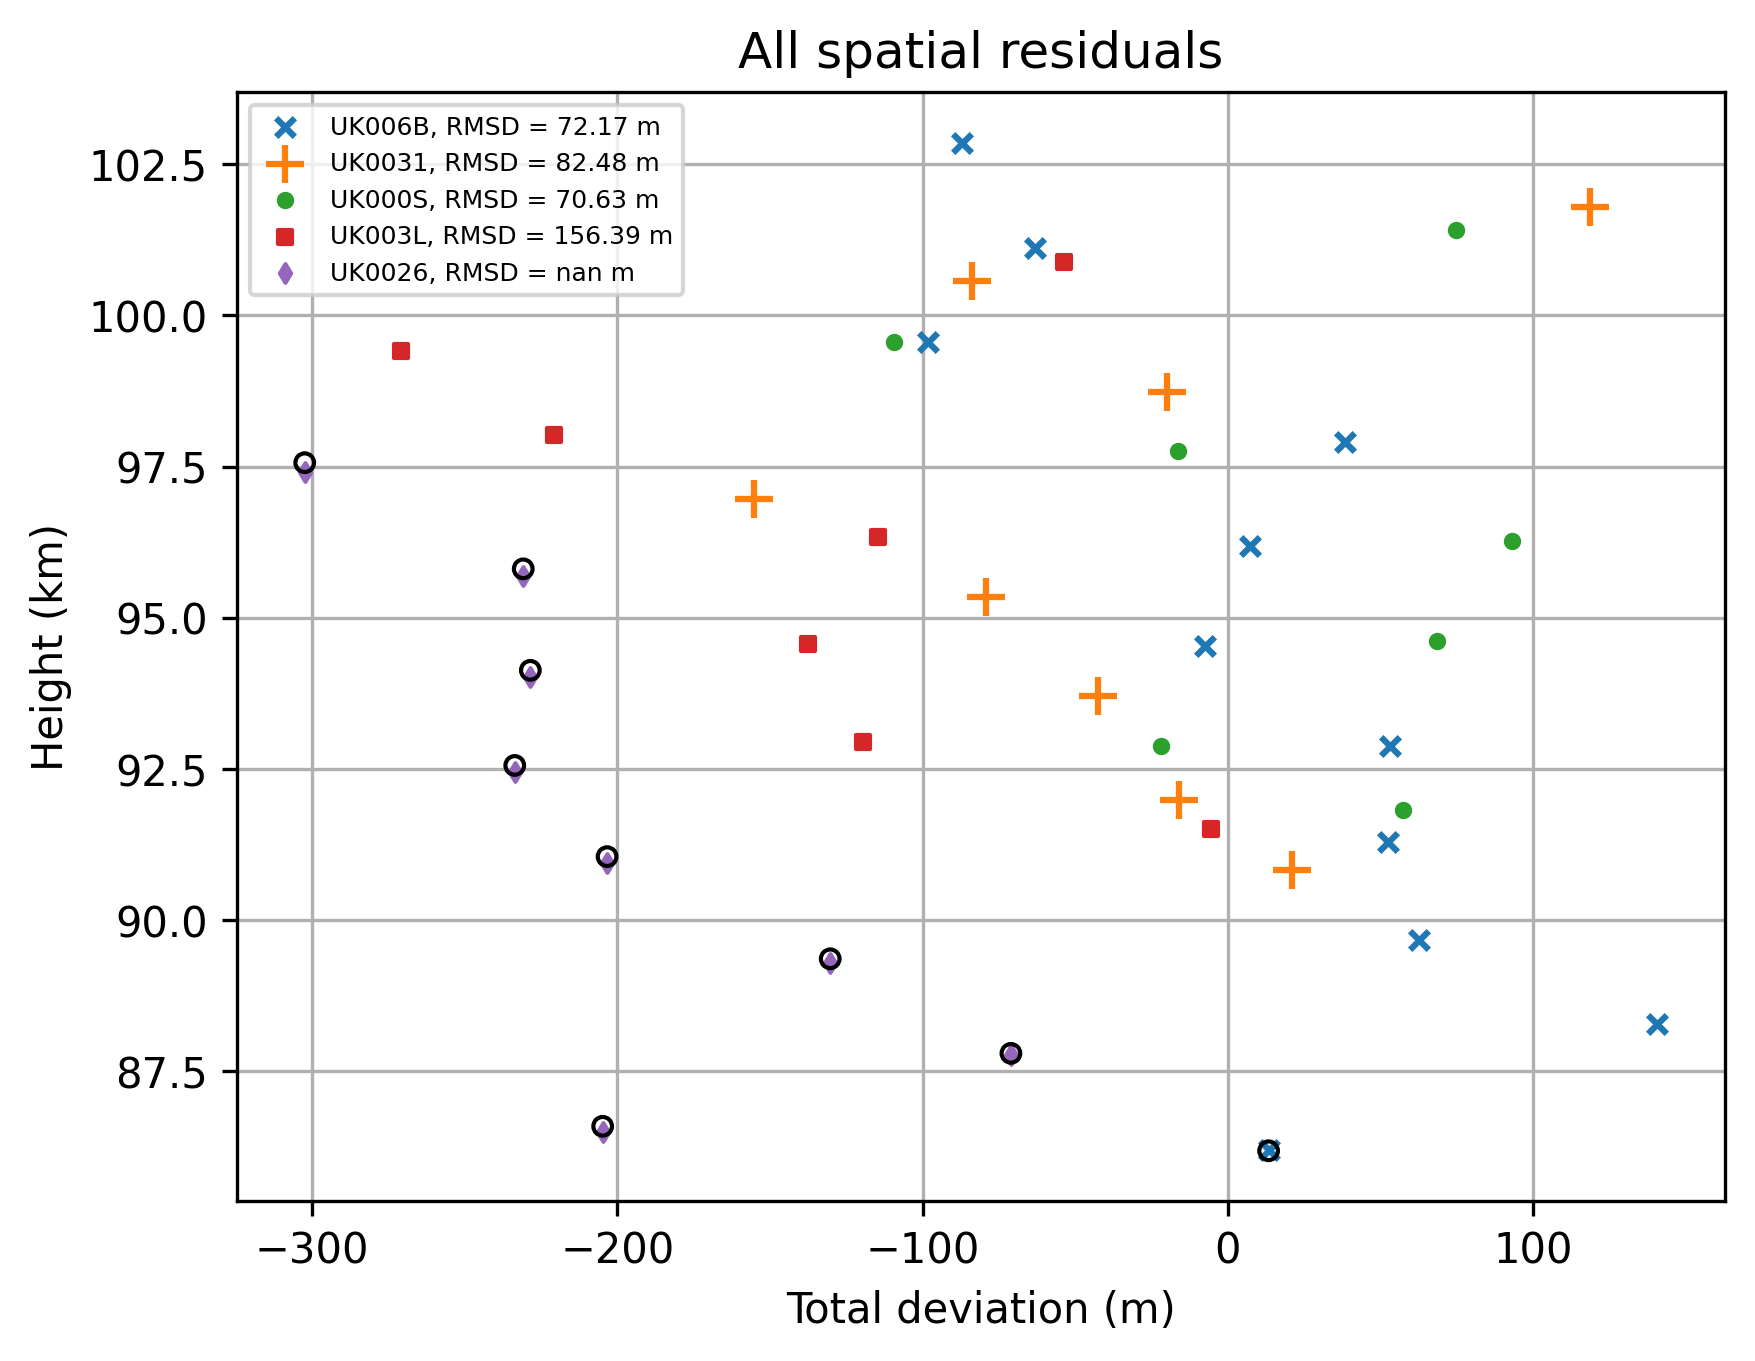 All spatial residuals
UK006B, RMSD = 72.17 m
UK0031, RMSD = 82.48 m
UK000S, RMSD = 70.63 m
UK003L, RMSD = 156.39 m
UK0026, RMSD = nan m
102.5
100.0
97.5
95.0
92.5
90.0
87.5
Height (km)
−300 −200 −100 0 100
Total deviation (m)